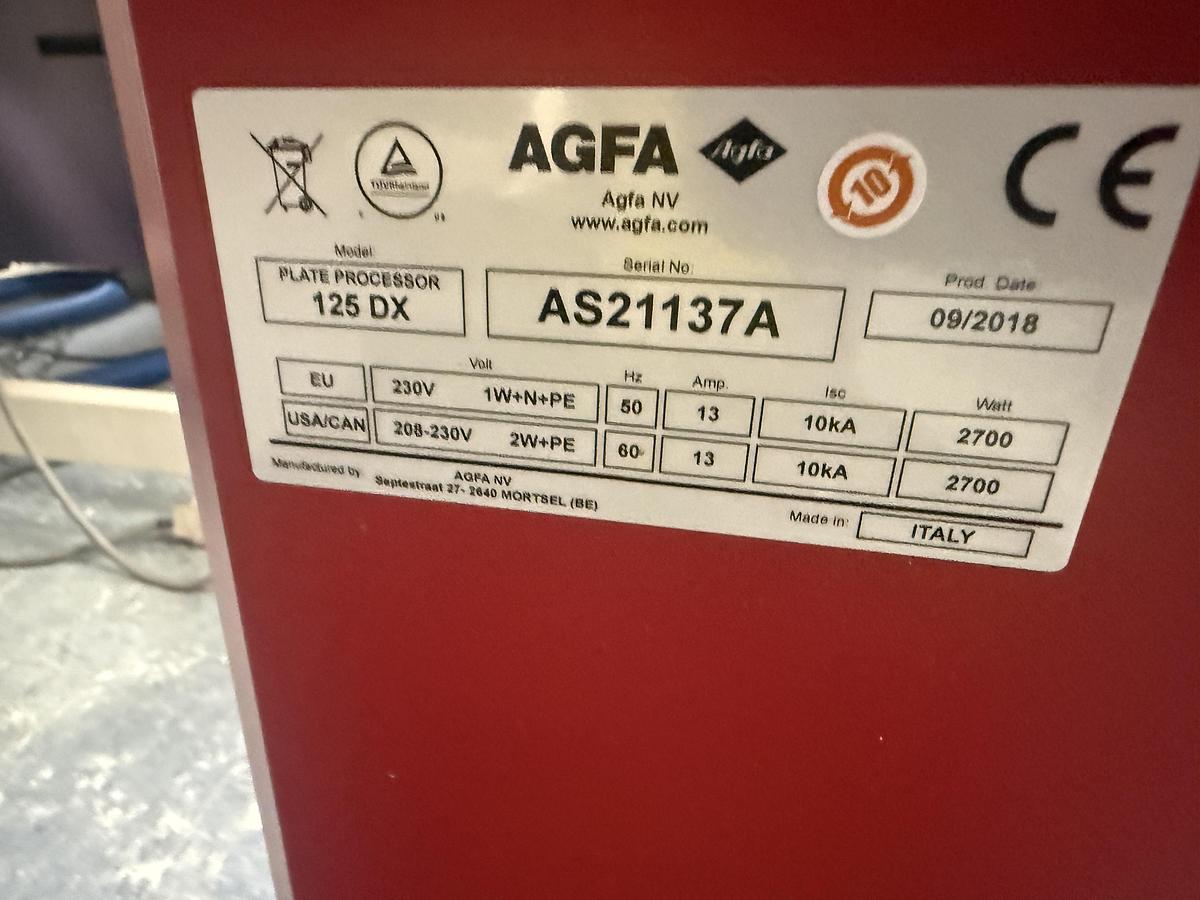 AGFA Agfa
TÜVRheinland
10
CE
Agfa NV
www.agfa.com
Model:
PLATE PROCESSOR
125 DX
Serial No:
AS21137A
Prod. Date
09/2018
Volt Hz Amp. Isc Watt
EU 230V 1W+N+PE 50 13 10kA 2700
USA/CAN 208-230V 2W+PE 60 13 10kA 2700
Manufactured by
AGFA NV
Septestraat 27- 2640 MORTSEL (BE)
Made in: ITALY